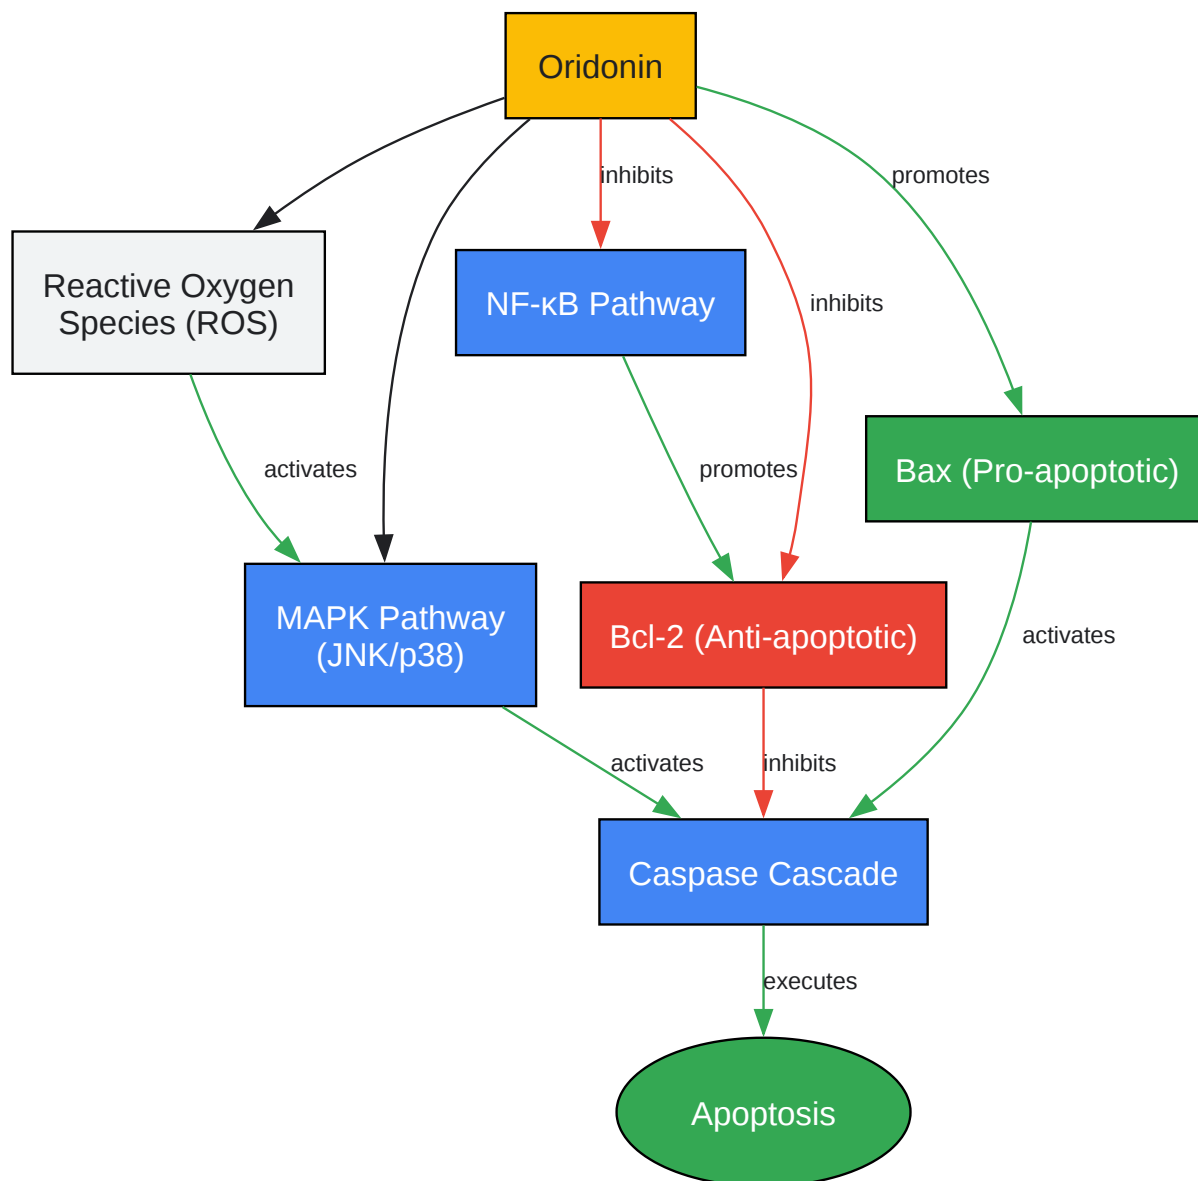 Oridonin
inhibits
promotes
Reactive Oxygen
Species (ROS)
NF-κB Pathway
inhibits
activates
promotes
Bax (Pro-apoptotic)
MAPK Pathway
(JNK/p38)
Bcl-2 (Anti-apoptotic)
activates
activates
inhibits
Caspase Cascade
executes
Apoptosis